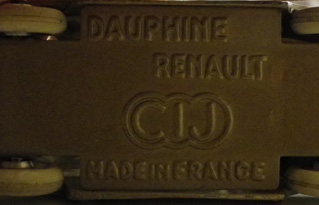 DAUPHINE
RENAULT
CIJ
MADE IN FRANCE